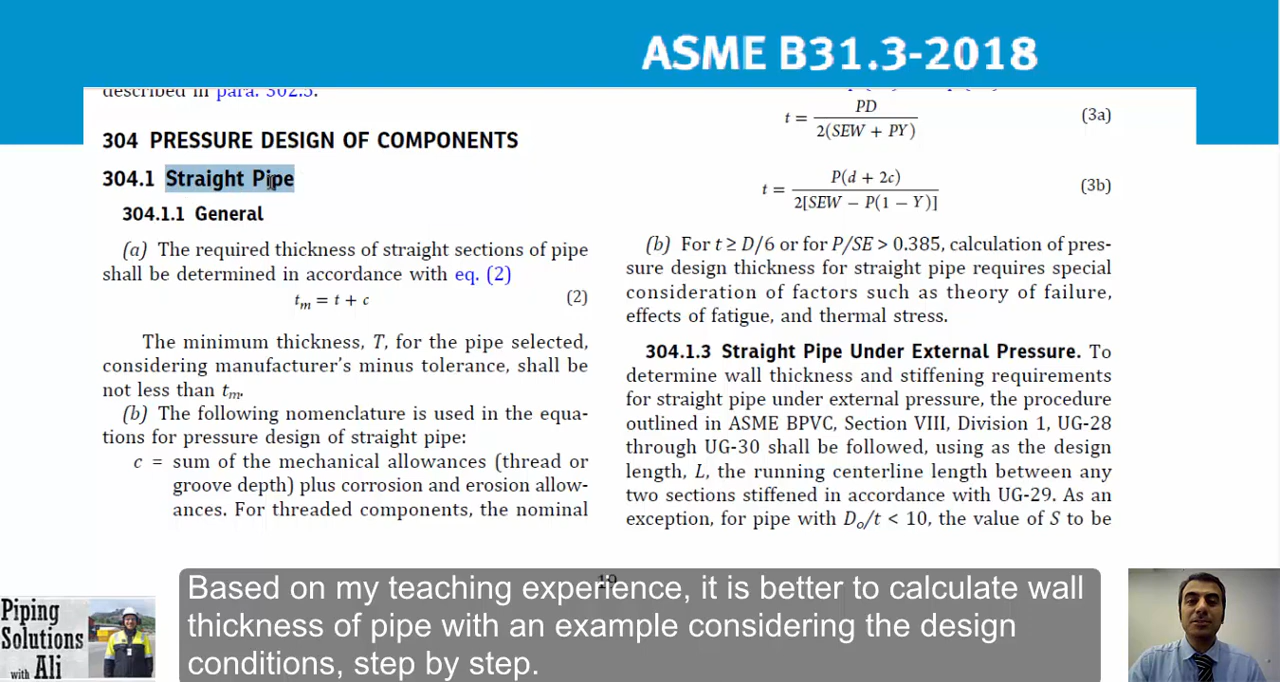 ASME B31.3-2018
described in para. 302.5.
304 PRESSURE DESIGN OF COMPONENTS
304.1 Straight Pipe
304.1.1 General
(a) The required thickness of straight sections of pipe
shall be determined in accordance with eq. (2)
tₘ = t + c (2)
The minimum thickness, T, for the pipe selected,
considering manufacturer's minus tolerance, shall be
not less than tₘ.
(b) The following nomenclature is used in the equa-
tions for pressure design of straight pipe:
c = sum of the mechanical allowances (thread or
groove depth) plus corrosion and erosion allow-
ances. For threaded components, the nominal
t = PD / 2(SEW + PY) (3a)
t = P(d + 2c) / 2[SEW − P(1 − Y)] (3b)
(b) For t ≥ D/6 or for P/SE > 0.385, calculation of pres-
sure design thickness for straight pipe requires special
consideration of factors such as theory of failure,
effects of fatigue, and thermal stress.
304.1.3 Straight Pipe Under External Pressure. To
determine wall thickness and stiffening requirements
for straight pipe under external pressure, the procedure
outlined in ASME BPVC, Section VIII, Division 1, UG-28
through UG-30 shall be followed, using as the design
length, L, the running centerline length between any
two sections stiffened in accordance with UG-29. As an
exception, for pipe with Dₒ/t < 10, the value of S to be
Based on my teaching experience, it is better to calculate wall
thickness of pipe with an example considering the design
conditions, step by step.
Piping
Solutions
with Ali